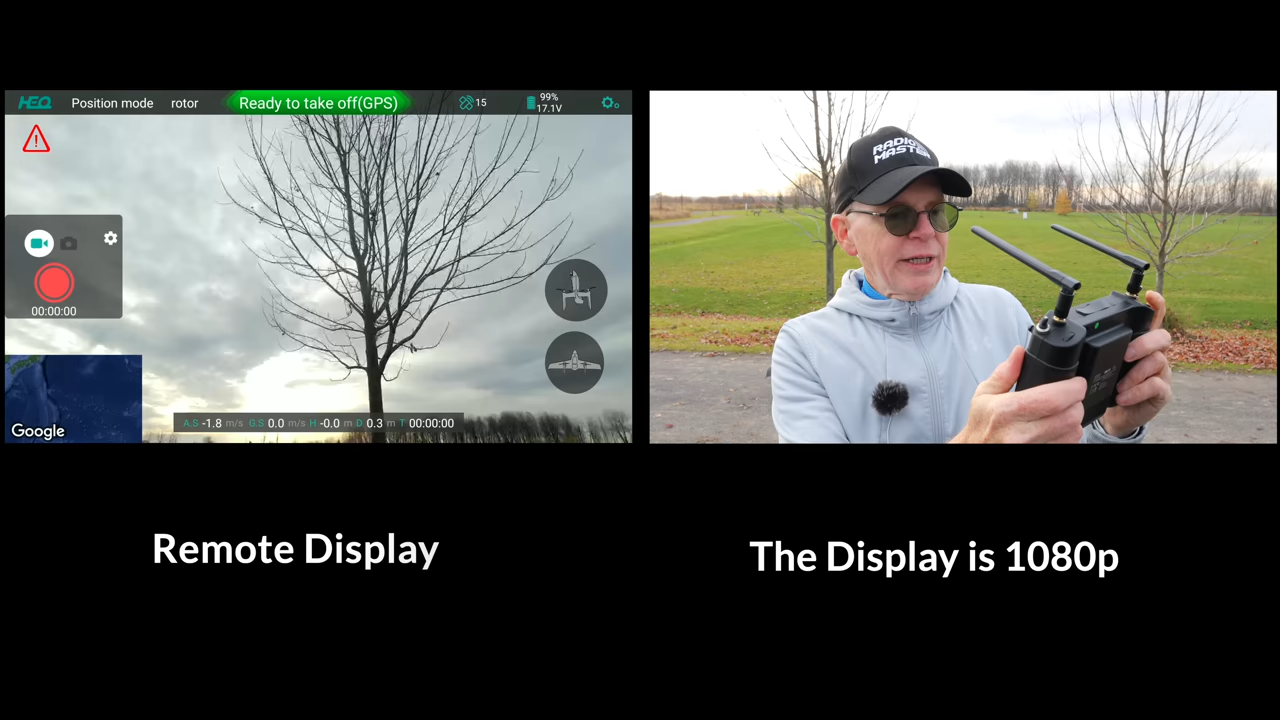 HEQ Position mode rotor Ready to take off(GPS) 15 99% 17.1V
00:00:00
A.S -1.8 m/s G.S 0.0 m/s H -0.0 m D 0.3 m T 00:00:00
Google
RADIO
MASTER
Remote Display
The Display is 1080p